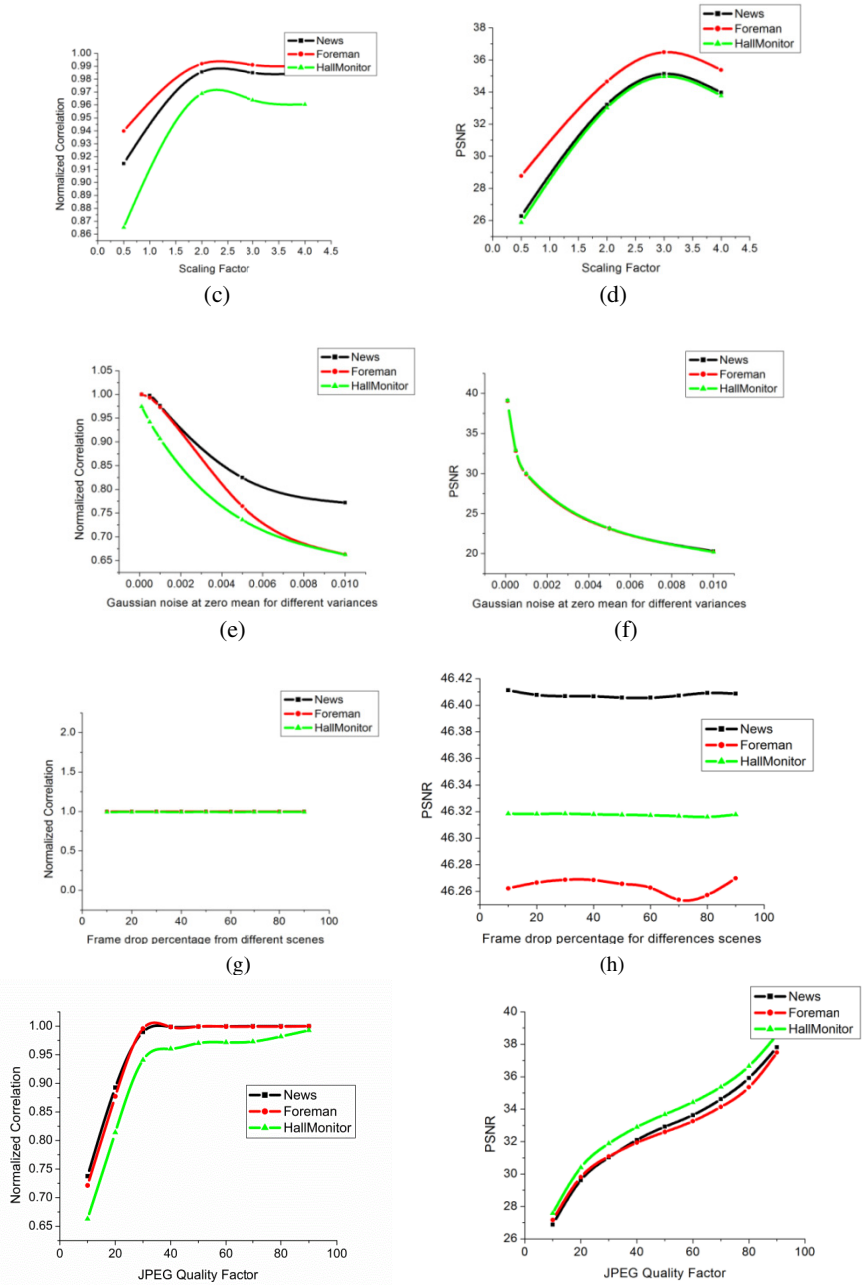 1.00
0.99
0.98
0.97
0.96
0.95
0.94
0.93
0.92
0.91
0.90
0.89
0.88
0.87
0.86
Normalized Correlation
0.0 0.5 1.0 1.5 2.0 2.5 3.0 3.5 4.0 4.5
Scaling Factor
News
Foreman
HallMonitor
(c)
38
36
34
32
30
28
26
PSNR
0.0 0.5 1.0 1.5 2.0 2.5 3.0 3.5 4.0 4.5
Scaling Factor
News
Foreman
HallMonitor
(d)
1.05
1.00
0.95
0.90
0.85
0.80
0.75
0.70
0.65
Normalized Correlation
0.000 0.002 0.004 0.006 0.008 0.010
Gaussian noise at zero mean for different variances
News
Foreman
HallMonitor
(e)
40
35
30
25
20
PSNR
0.000 0.002 0.004 0.006 0.008 0.010
Gaussian noise at zero mean for different variances
News
Foreman
HallMonitor
(f)
2.0
1.5
1.0
0.5
0.0
Normalized Correlation
0 20 40 60 80 100
Frame drop percentage from different scenes
News
Foreman
HallMonitor
(g)
46.42
46.40
46.38
46.36
46.34
46.32
46.30
46.28
46.26
PSNR
0 20 40 60 80 100
Frame drop percentage for differences scenes
News
Foreman
HallMonitor
(h)
1.00
0.95
0.90
0.85
0.80
0.75
0.70
0.65
Normalized Correlation
0 20 40 60 80 100
JPEG Quality Factor
News
Foreman
HallMonitor
40
38
36
34
32
30
28
26
PSNR
0 20 40 60 80 100
JPEG Quality Factor
News
Foreman
HallMonitor